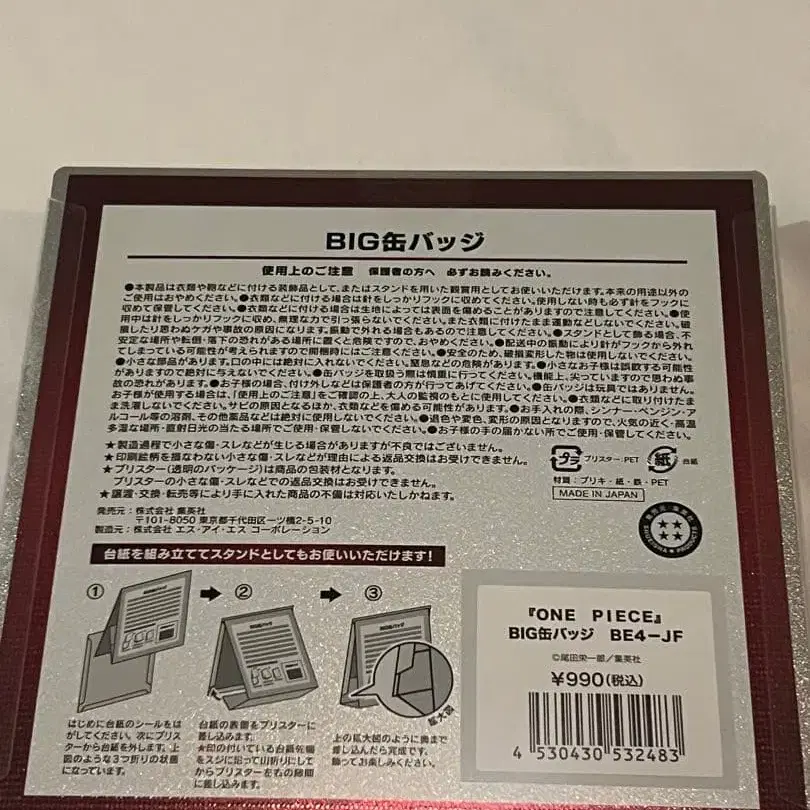 BIG缶バッジ
使用上のご注意 保護者の方へ 必ずお読みください。
●本製品は衣類や鞄などに付ける装飾品として、またはスタンドを用いた観賞用としてお使いいただけます。本来の用途以外の
ご使用はおやめください。●衣類などに付ける場合は針をしっかりフックに収めてください。使用しない時も必ず針をフックに
収めて保管してください。●衣類などに付ける場合は生地によっては表面を傷めることがありますので注意してください。●使
用中は針をしっかりフックに収め、無理な力で引っ張らないでください。また衣類に付けたまま運動などしないでください。破
損したり思わぬケガや事故の原因になります。振動で外れる場合もあるので注意してください。●スタンドとして飾る場合、不
安定な場所や転倒・落下の恐れがある場所に置くと危険ですので、おやめください。●配送中の振動により針がフックから外れ
てしまっている可能性が考えられますので開梱時にはご注意ください。●安全のため、破損変形した物は使用しないでください。
●小さな部品があります。口の中には絶対に入れないでください。窒息などの危険があります。●小さなお子様は誤飲する可能性
がありますので絶対に与えないでください。●缶バッジを取扱う際は慎重に行ってください。機能上、尖っていますので思わぬ事
故の恐れがあります。●お子様の場合、付け外しなどは保護者の方が行ってあげてください。●缶バッジは玩具ではありません。
お子様が使用する場合は、「使用上のご注意」をご確認の上、大人の監視のもとに使用してください。●衣類などに取り付けたま
ま洗濯しないでください。サビの原因となるほか、衣類などを傷める可能性があります。●お手入れの際、シンナー・ベンジン・ア
ルコール等の溶剤、その他薬品などは絶対に使用しないでください。●退色や変色、変形の原因となりますので、火気の近く・高温
多湿な場所・直射日光の当たる場所でご使用・保管しないでください。●お子様の手の届かない所でご使用・保管してください。
★製造過程で小さな傷・スレなどが生じる場合がありますが不良ではございません。
★印刷絵柄を損なわない小さな傷・スレなどが理由による返品交換はお受けできません。
★ブリスター（透明のパッケージ）は商品の包装材となります。
ブリスターの小さな傷・スレなどでの返品交換はお受けできません。
★譲渡・交換・転売等により手に入れた商品の不備は対応いたしかねます。
プラ ブリスター:PET 紙 台紙
材質：ブリキ・紙・鉄・PET
MADE IN JAPAN
発売元：株式会社 集英社
〒101-8050 東京都千代田区一ツ橋2-5-10
製造元：株式会社 エス・アイ・エス コーポレーション
台紙を組み立ててスタンドとしてもお使いいただけます！
① ② ③
拡大図
はじめに台紙のシールをは
がしてください。次にブリス
ターから台紙を外します。上
図のような3つ折りの状態
になっています。
台紙の表側をブリスターに
差し込みます。
★印の付いている台紙左端
をスジに沿って山折りにして
からブリスター左右の隙間
に差し込みます。
上の拡大図のように奥まで
差し込んだら完成です。
飾ってお楽しみください。
『ONE PIECE』
BIG缶バッジ BE4-JF
©尾田栄一郎／集英社
¥990(税込)
4 530430 532483